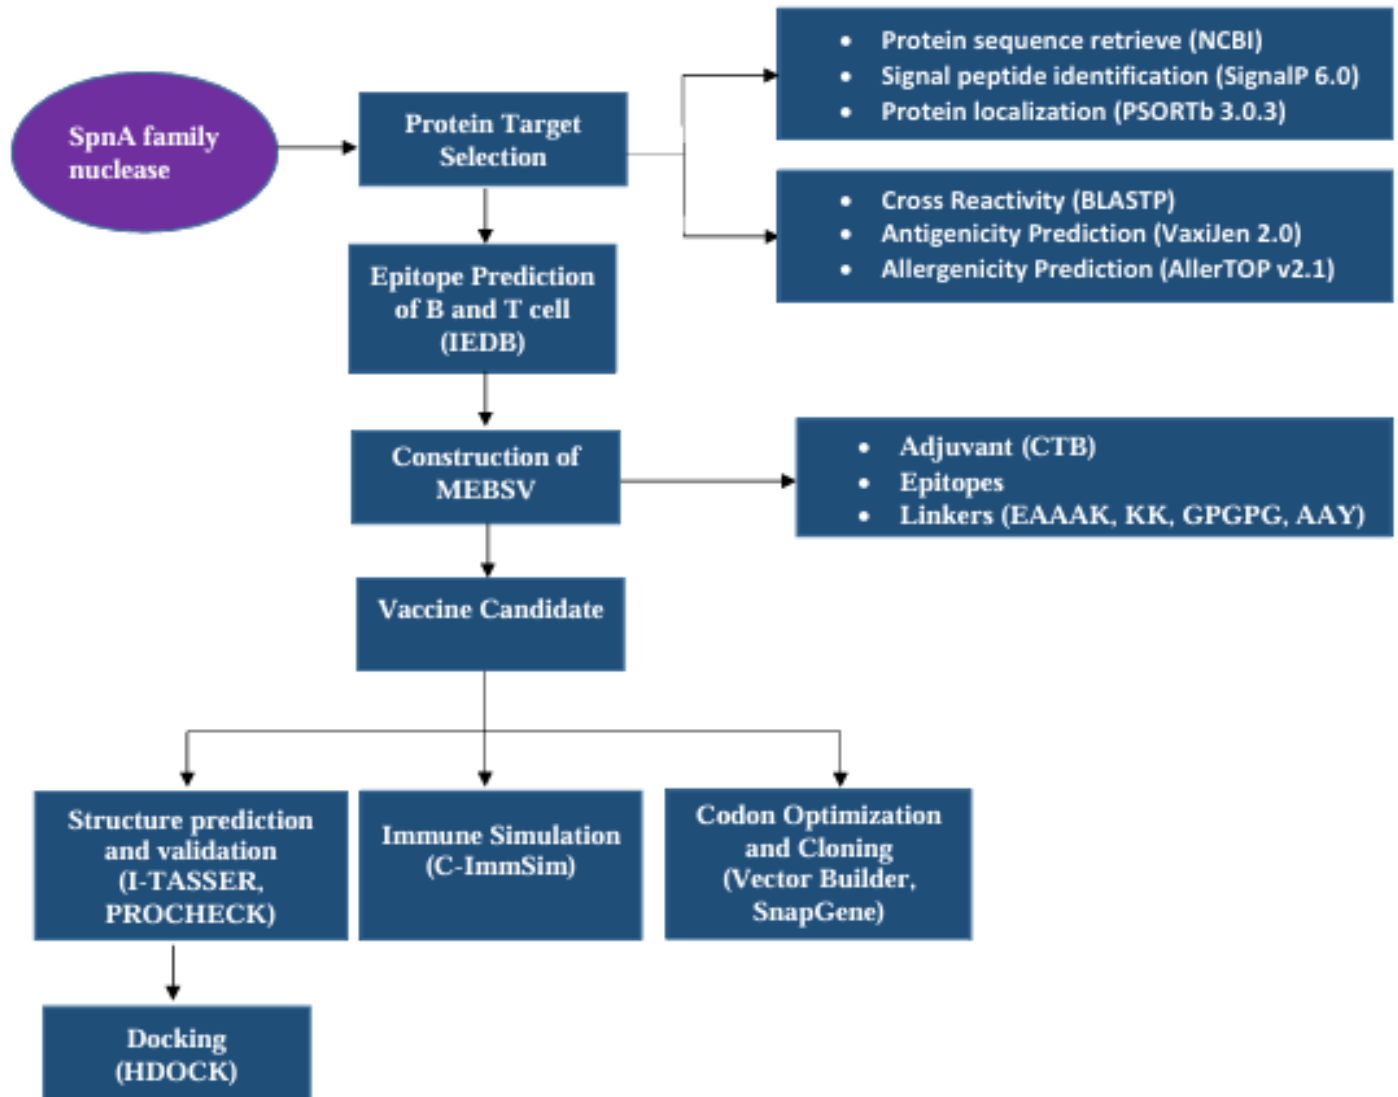 SpnA family
nuclease
Protein Target
Selection
• Protein sequence retrieve (NCBI)
• Signal peptide identification (SignalP 6.0)
• Protein localization (PSORTb 3.0.3)
• Cross Reactivity (BLASTP)
• Antigenicity Prediction (VaxiJen 2.0)
• Allergenicity Prediction (AllerTOP v2.1)
Epitope Prediction
of B and T cell
(IEDB)
Construction of
MEBSV
• Adjuvant (CTB)
• Epitopes
• Linkers (EAAAK, KK, GPGPG, AAY)
Vaccine Candidate
Structure prediction
and validation
(I-TASSER,
PROCHECK)
Immune Simulation
(C-ImmSim)
Codon Optimization
and Cloning
(Vector Builder,
SnapGene)
Docking
(HDOCK)